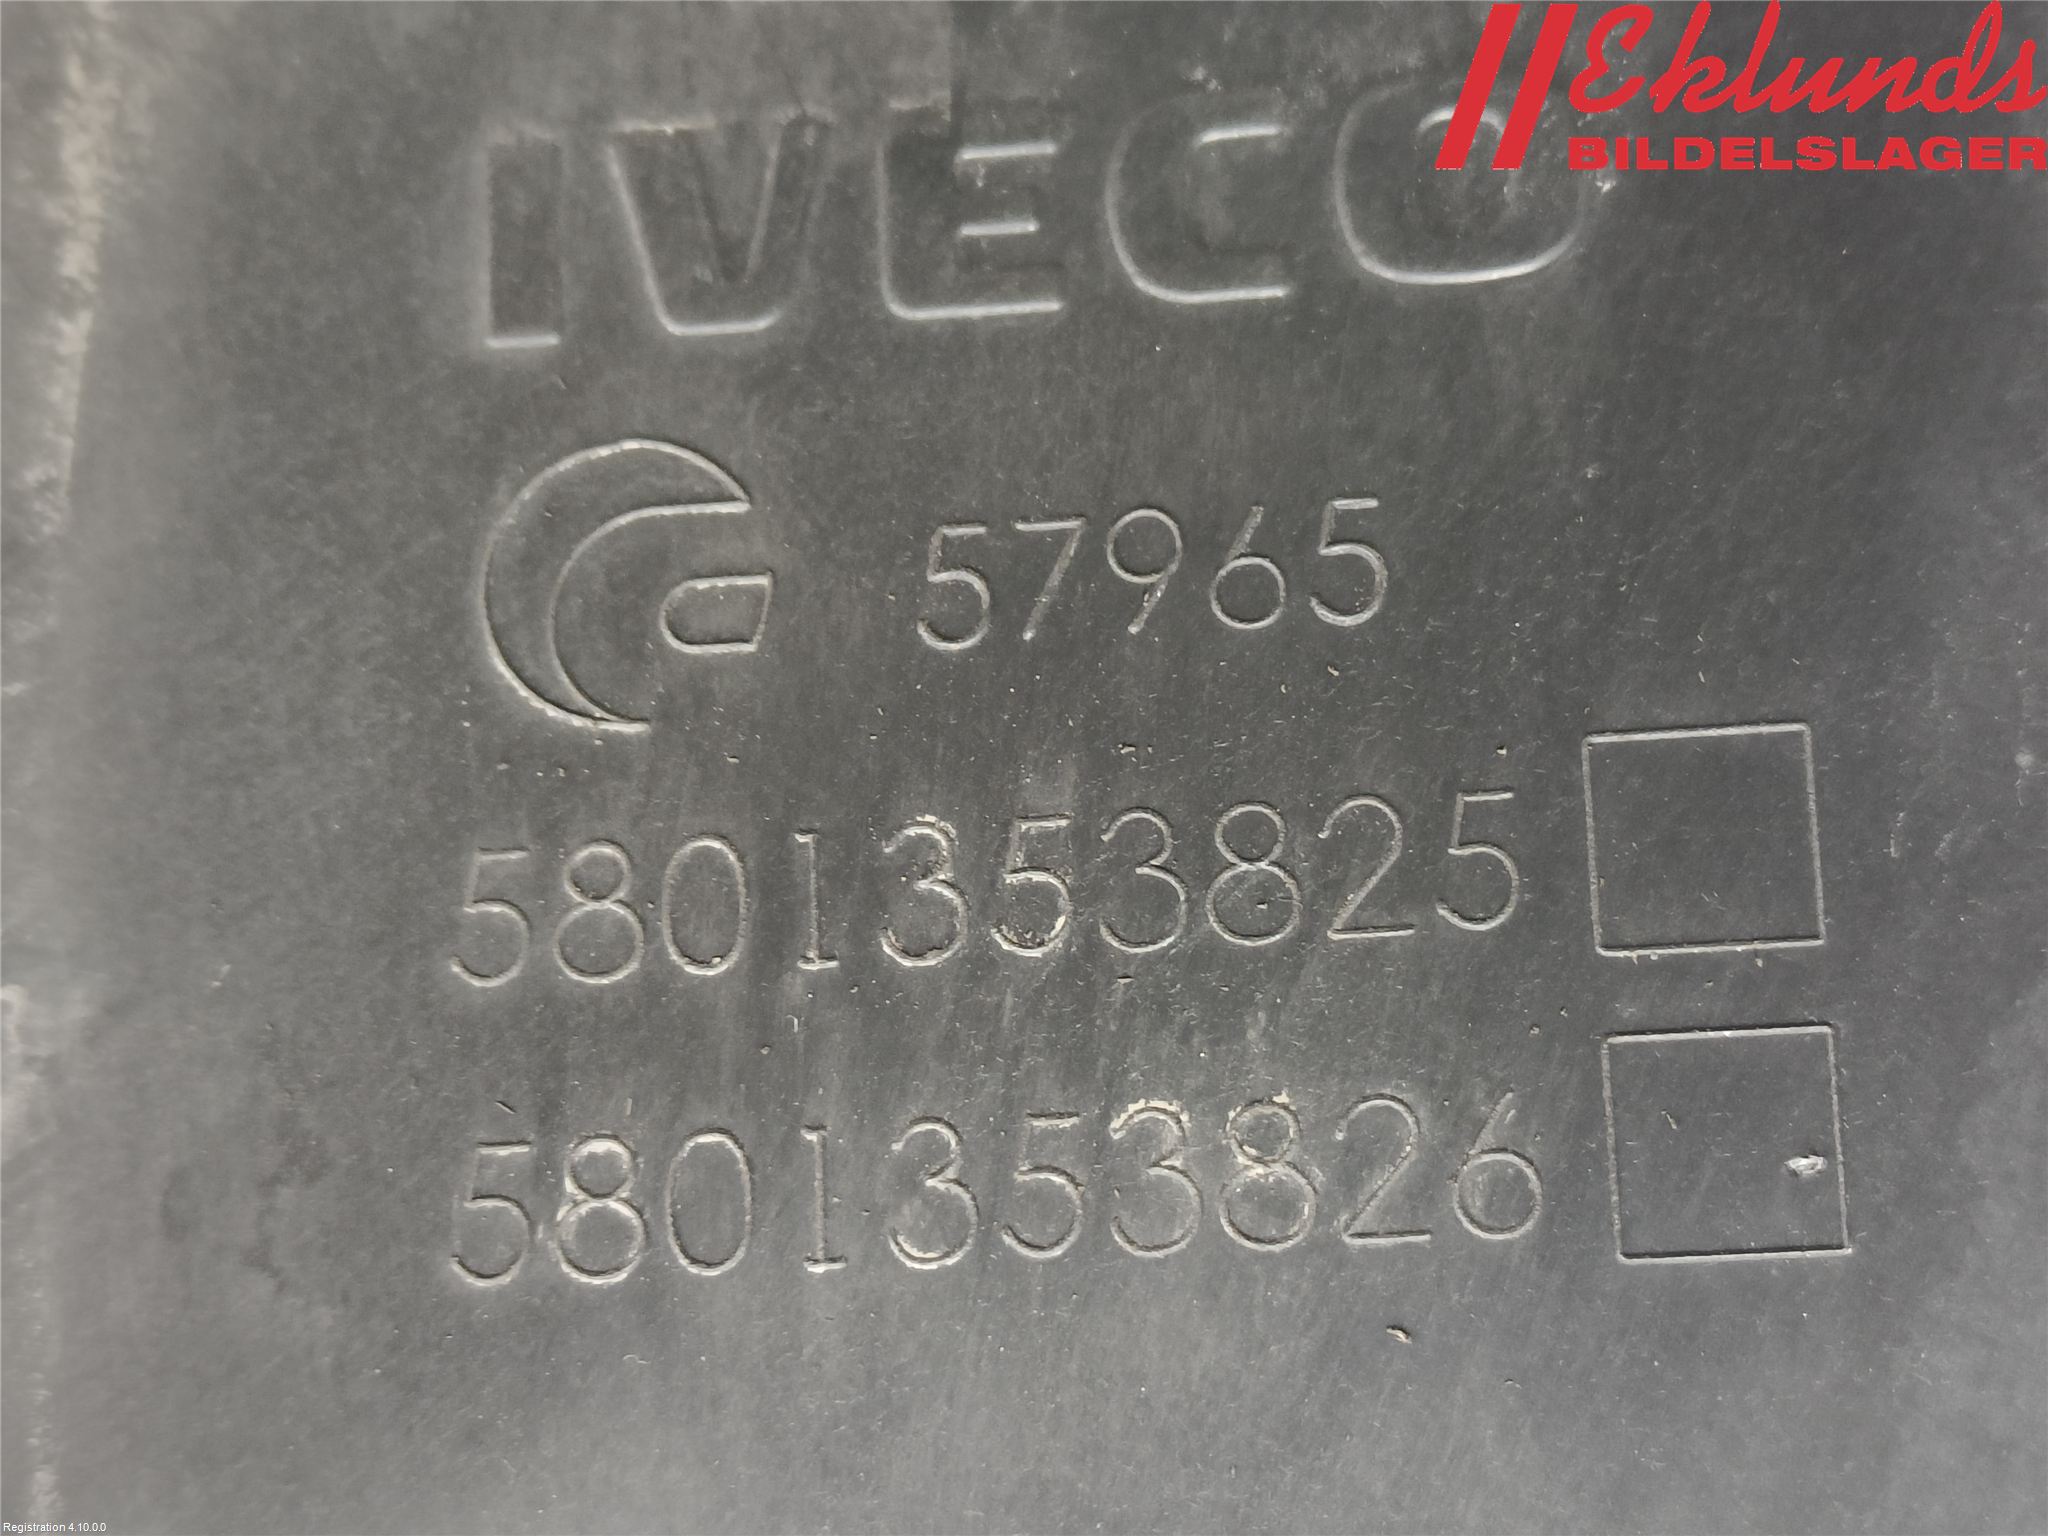 Eklunds
BILDELSLAGER
IVECO
57965
5801353825
5801353826
Registration 4.10.0.0